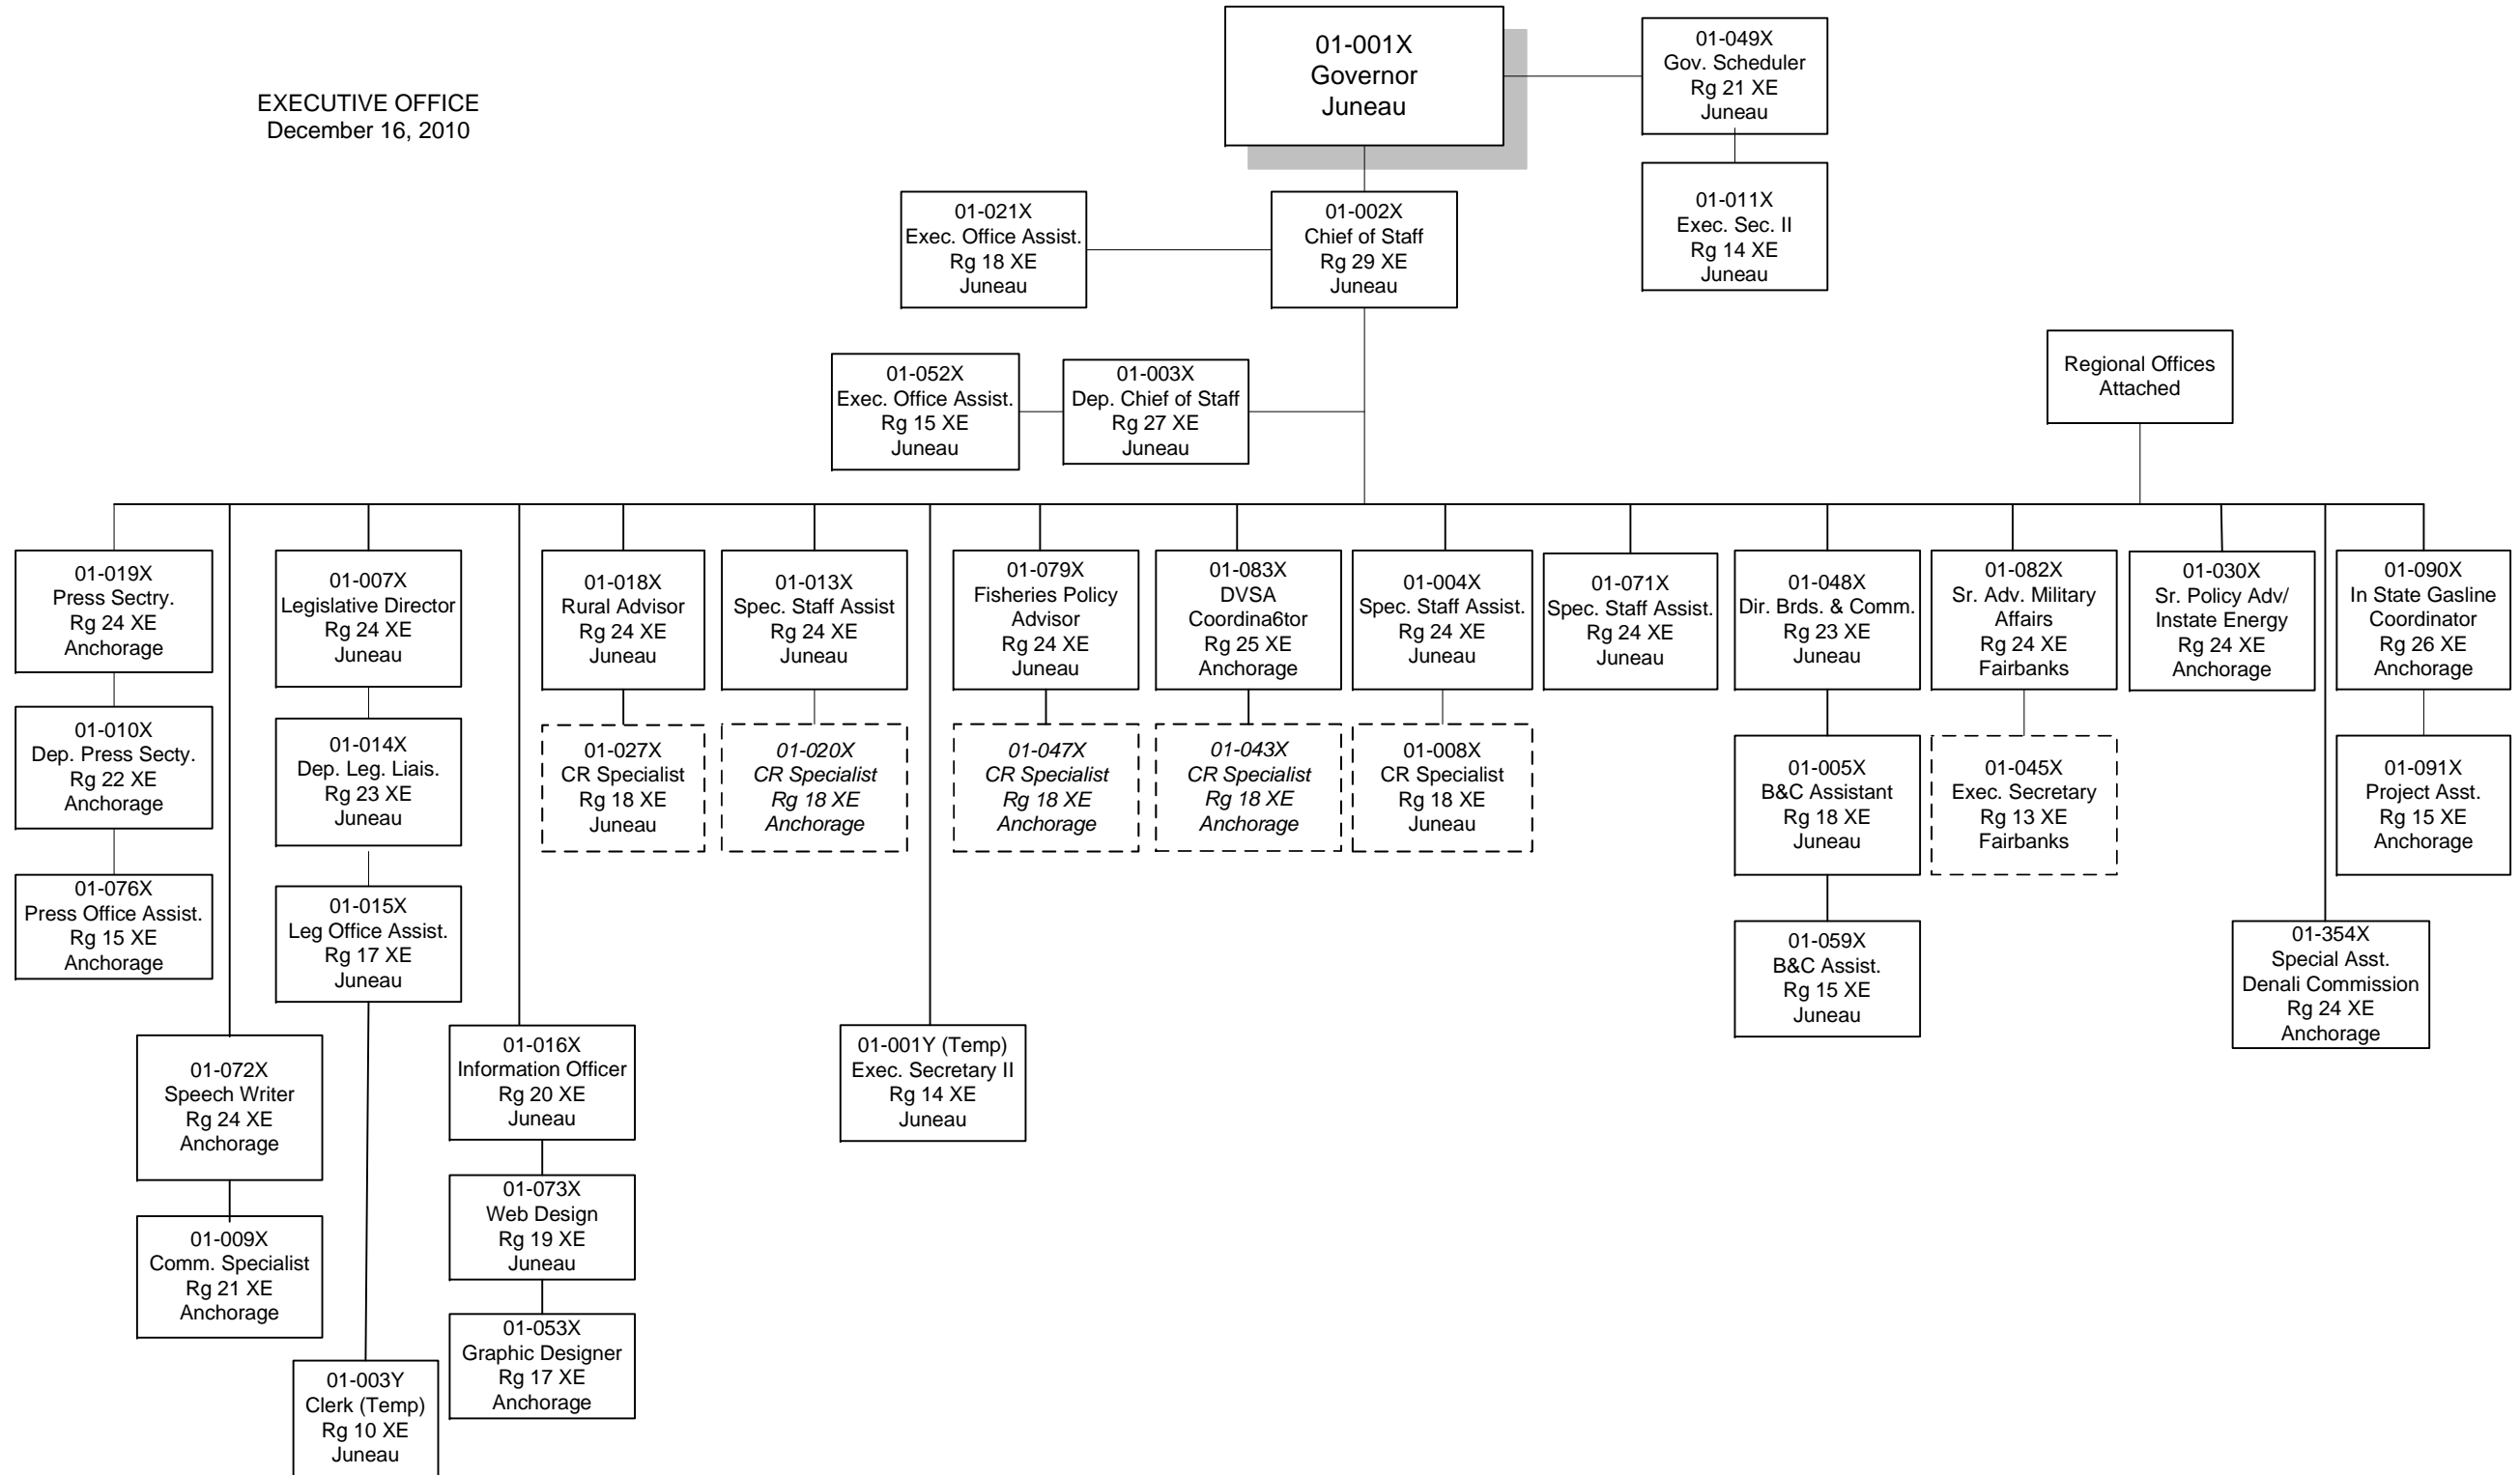 EXECUTIVE OFFICE
December 16, 2010
01-001X
Governor
Juneau
01-049X
Gov. Scheduler
Rg 21 XE
Juneau
01-011X
Exec. Sec. II
Rg 14 XE
Juneau
01-021X
Exec. Office Assist.
Rg 18 XE
Juneau
01-002X
Chief of Staff
Rg 29 XE
Juneau
01-052X
Exec. Office Assist.
Rg 15 XE
Juneau
01-003X
Dep. Chief of Staff
Rg 27 XE
Juneau
Regional Offices
Attached
01-019X
Press Sectry.
Rg 24 XE
Anchorage
01-007X
Legislative Director
Rg 24 XE
Juneau
01-018X
Rural Advisor
Rg 24 XE
Juneau
01-013X
Spec. Staff Assist
Rg 24 XE
Juneau
01-079X
Fisheries Policy
Advisor
Rg 24 XE
Juneau
01-083X
DVSA
Coordina6tor
Rg 25 XE
Anchorage
01-004X
Spec. Staff Assist.
Rg 24 XE
Juneau
01-071X
Spec. Staff Assist.
Rg 24 XE
Juneau
01-048X
Dir. Brds. & Comm.
Rg 23 XE
Juneau
01-082X
Sr. Adv. Military
Affairs
Rg 24 XE
Fairbanks
01-030X
Sr. Policy Adv/
Instate Energy
Rg 24 XE
Anchorage
01-090X
In State Gasline
Coordinator
Rg 26 XE
Anchorage
01-010X
Dep. Press Secty.
Rg 22 XE
Anchorage
01-014X
Dep. Leg. Liais.
Rg 23 XE
Juneau
01-027X
CR Specialist
Rg 18 XE
Juneau
01-020X
CR Specialist
Rg 18 XE
Anchorage
01-047X
CR Specialist
Rg 18 XE
Anchorage
01-043X
CR Specialist
Rg 18 XE
Anchorage
01-008X
CR Specialist
Rg 18 XE
Juneau
01-005X
B&C Assistant
Rg 18 XE
Juneau
01-045X
Exec. Secretary
Rg 13 XE
Fairbanks
01-091X
Project Asst.
Rg 15 XE
Anchorage
01-076X
Press Office Assist.
Rg 15 XE
Anchorage
01-015X
Leg Office Assist.
Rg 17 XE
Juneau
01-059X
B&C Assist.
Rg 15 XE
Juneau
01-354X
Special Asst.
Denali Commission
Rg 24 XE
Anchorage
01-072X
Speech Writer
Rg 24 XE
Anchorage
01-016X
Information Officer
Rg 20 XE
Juneau
01-001Y (Temp)
Exec. Secretary II
Rg 14 XE
Juneau
01-073X
Web Design
Rg 19 XE
Juneau
01-009X
Comm. Specialist
Rg 21 XE
Anchorage
01-053X
Graphic Designer
Rg 17 XE
Anchorage
01-003Y
Clerk (Temp)
Rg 10 XE
Juneau